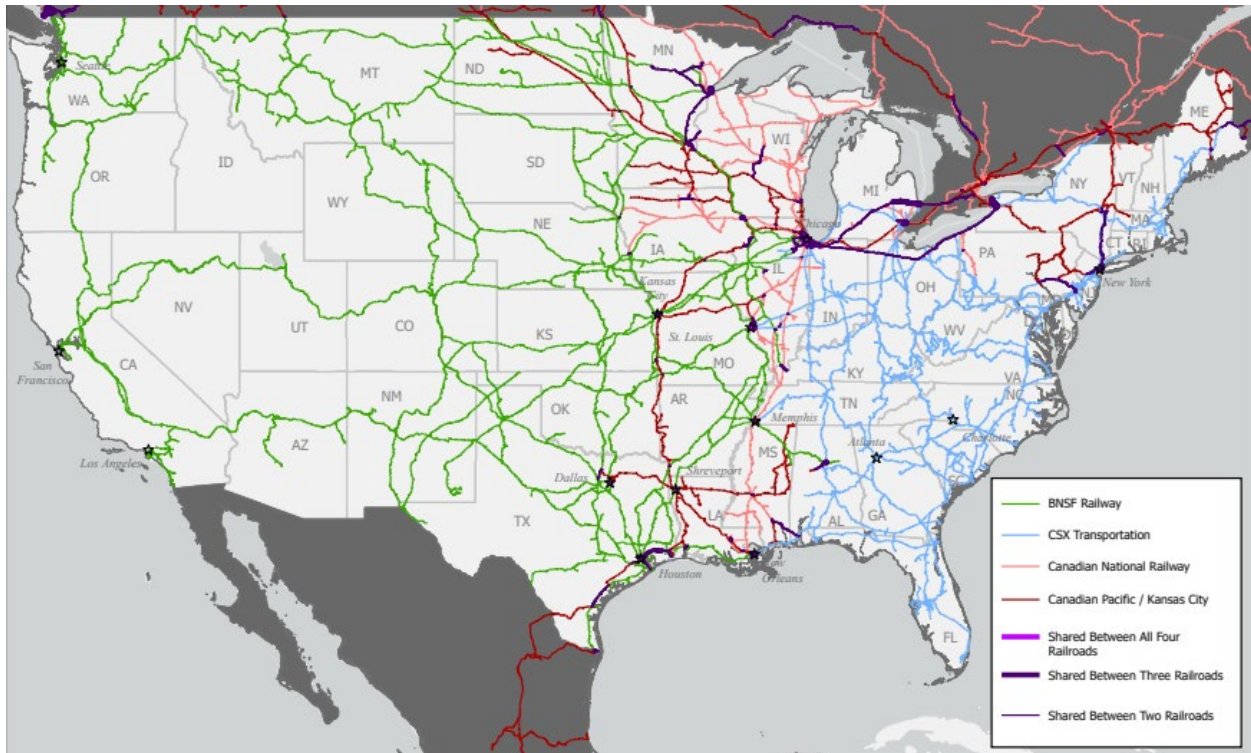 MN
Seattle
MT
ND
WA
ME
OR
ID
SD
WI
VT
NH
MI
NY
WY
MA
CT
RI
NE
Chicago
IA
PA
New York
NV
Kansas
City
IL
OH
UT
CO
IN
KS
St. Louis
WV
San
Francisco
CA
MO
KY
VA
NM
OK
AR
TN
NC
AZ
Memphis
Charlotte
Los Angeles
MS
Atlanta
Dallas
Shreveport
SC
TX
LA
AL
GA
Houston
Orleans
FL
BNSF Railway
CSX Transportation
Canadian National Railway
Canadian Pacific / Kansas City
Shared Between All Four
Railroads
Shared Between Three Railroads
Shared Between Two Railroads